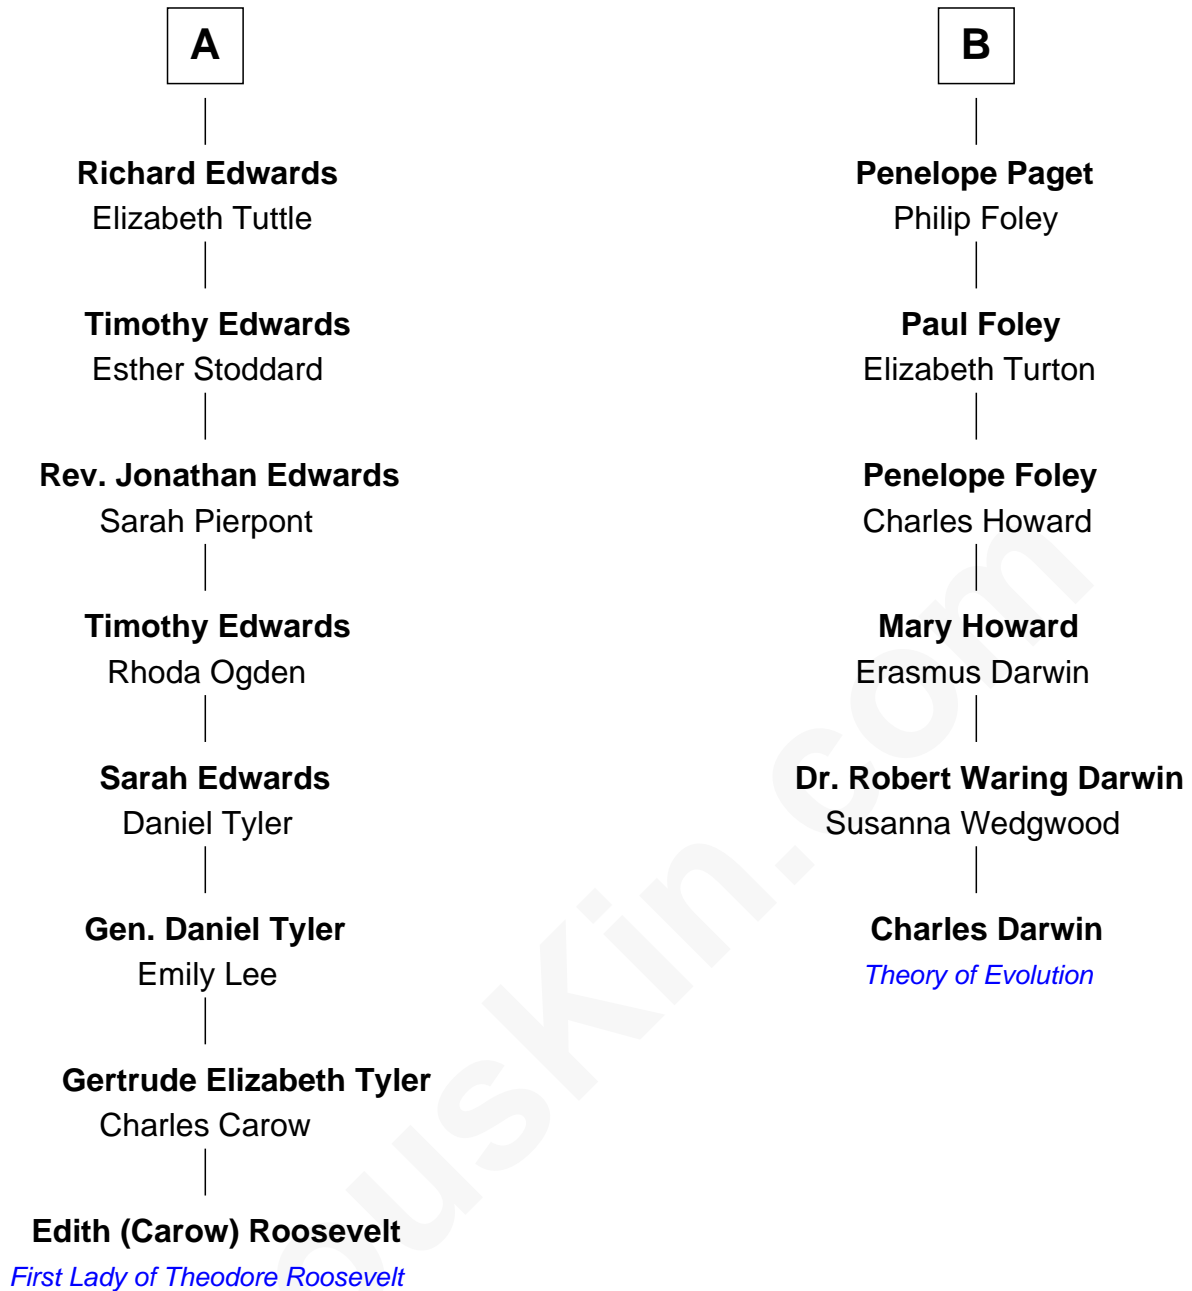 A
Richard Edwards
Elizabeth Tuttle
Timothy Edwards
Esther Stoddard
Rev. Jonathan Edwards
Sarah Pierpont
Timothy Edwards
Rhoda Ogden
Sarah Edwards
Daniel Tyler
Gen. Daniel Tyler
Emily Lee
Gertrude Elizabeth Tyler
Charles Carow
Edith (Carow) Roosevelt
First Lady of Theodore Roosevelt
B
Penelope Paget
Philip Foley
Paul Foley
Elizabeth Turton
Penelope Foley
Charles Howard
Mary Howard
Erasmus Darwin
Dr. Robert Waring Darwin
Susanna Wedgwood
Charles Darwin
Theory of Evolution